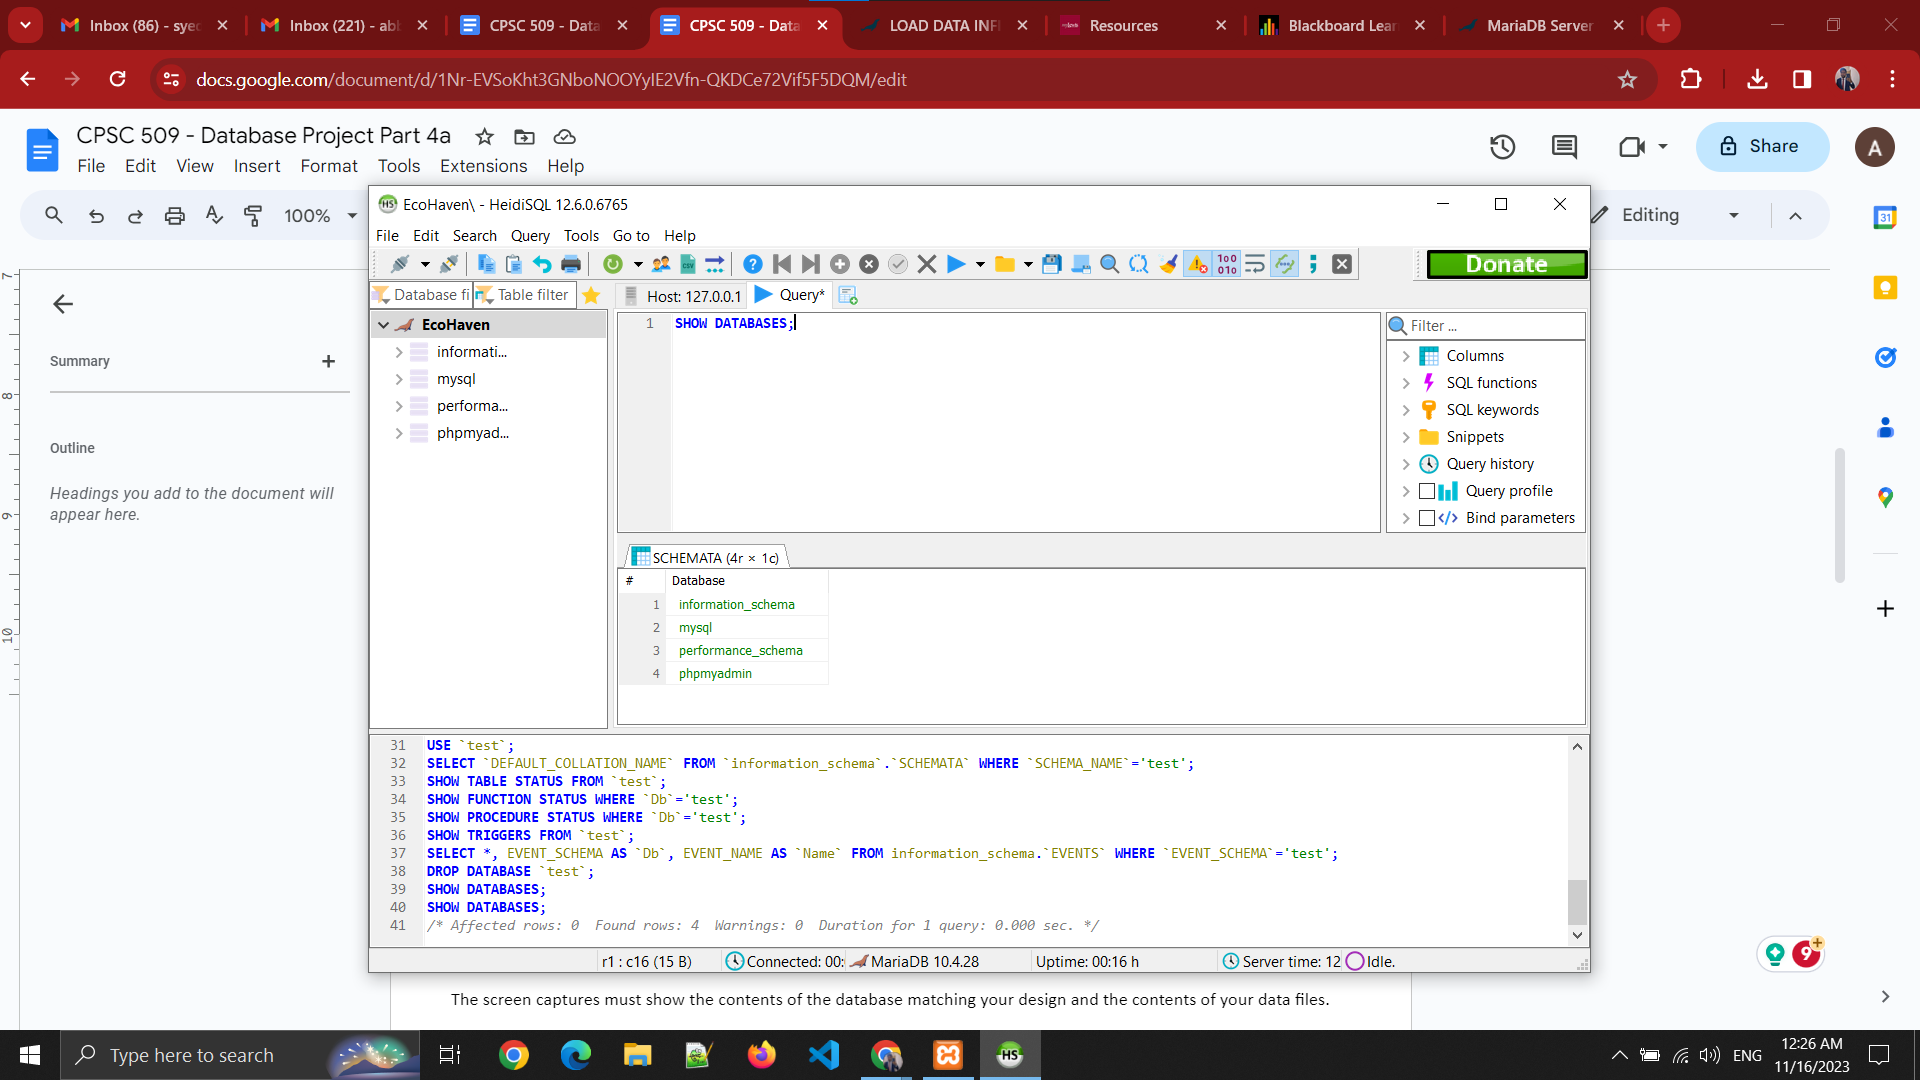 Inbox (86) - syec
Inbox (221) - ab
CPSC 509 - Data
CPSC 509 - Data
LOAD DATA INF
Resources
Blackboard Lear
MariaDB Server
docs.google.com/document/d/1Nr-EVSoKht3GNboNOOYylE2Vfn-QKDCe72Vif5F5DQM/edit
CPSC 509 - Database Project Part 4a
File Edit View Insert Format Tools Extensions Help
Share
A
100%
Editing
31
EcoHaven\ - HeidiSQL 12.6.0.6765
File Edit Search Query Tools Go to Help
Donate
Database fi Table filter
Host: 127.0.0.1 Query*
EcoHaven
informati...
mysql
performa...
phpmyad...
1 SHOW DATABASES;
Filter ...
Columns
SQL functions
SQL keywords
Snippets
Query history
Query profile
Bind parameters
SCHEMATA (4r × 1c)
# Database
1 information_schema
2 mysql
3 performance_schema
4 phpmyadmin
31 USE `test`;
32 SELECT `DEFAULT_COLLATION_NAME` FROM `information_schema`.`SCHEMATA` WHERE `SCHEMA_NAME`='test';
33 SHOW TABLE STATUS FROM `test`;
34 SHOW FUNCTION STATUS WHERE `Db`='test';
35 SHOW PROCEDURE STATUS WHERE `Db`='test';
36 SHOW TRIGGERS FROM `test`;
37 SELECT *, EVENT_SCHEMA AS `Db`, EVENT_NAME AS `Name` FROM information_schema.`EVENTS` WHERE `EVENT_SCHEMA`='test';
38 DROP DATABASE `test`;
39 SHOW DATABASES;
40 SHOW DATABASES;
41 /* Affected rows: 0 Found rows: 4 Warnings: 0 Duration for 1 query: 0.000 sec. */
r1 : c16 (15 B) Connected: 00: MariaDB 10.4.28 Uptime: 00:16 h Server time: 12 Idle.
Summary
Outline
Headings you add to the document will
appear here.
7
8
9
10
9+
The screen captures must show the contents of the database matching your design and the contents of your data files.
Type here to search
HS
ENG
12:26 AM
11/16/2023